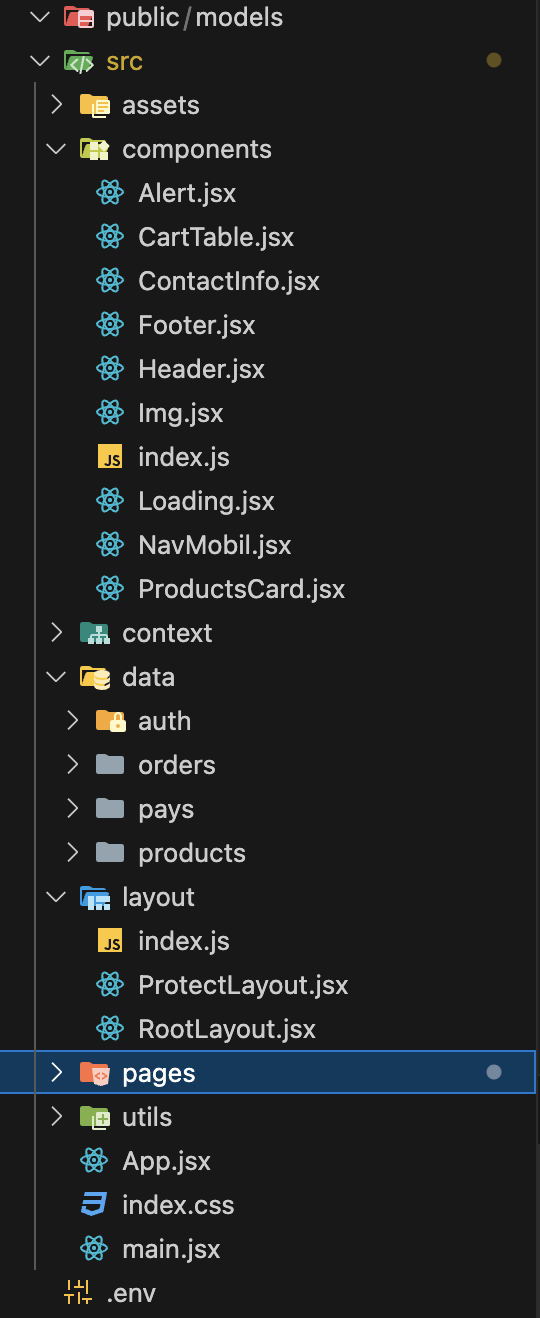 public/models
src
assets
components
Alert.jsx
CartTable.jsx
ContactInfo.jsx
Footer.jsx
Header.jsx
Img.jsx
JS index.js
Loading.jsx
NavMobil.jsx
ProductsCard.jsx
context
data
auth
orders
pays
products
layout
JS index.js
ProtectLayout.jsx
RootLayout.jsx
pages
utils
App.jsx
index.css
main.jsx
.env